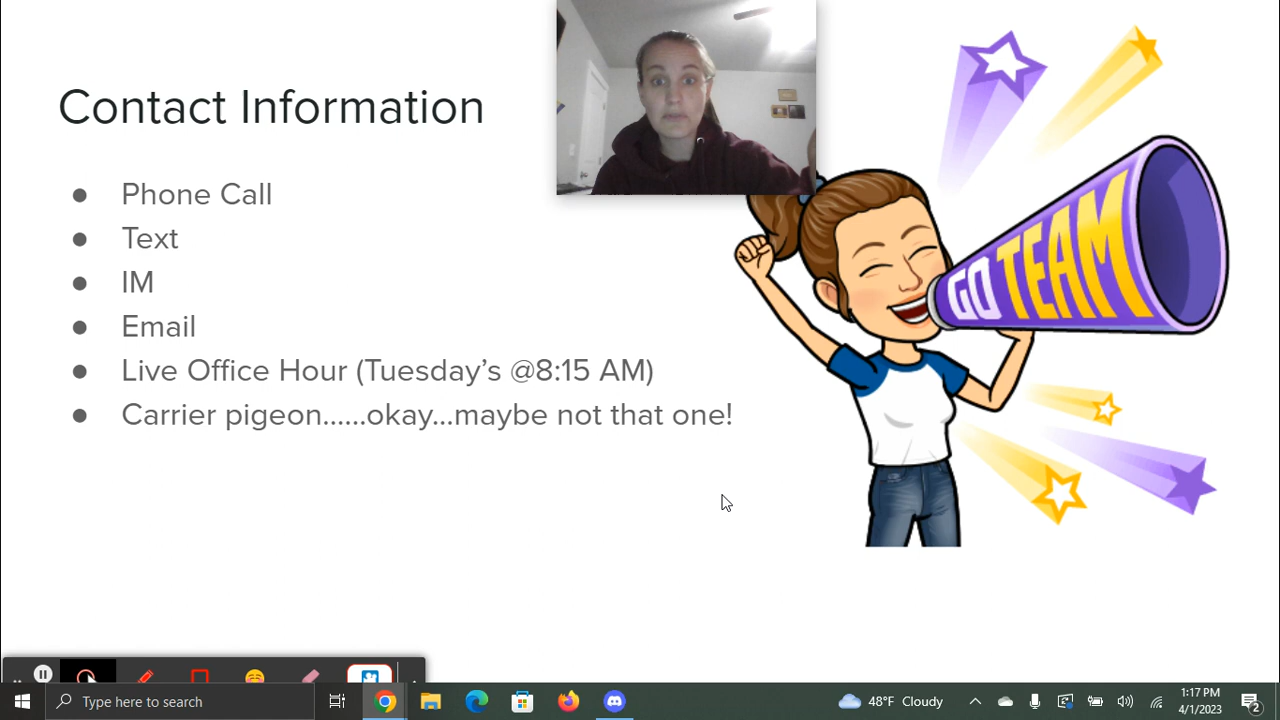 Contact Information
● Phone Call
● Text
● IM
● Email
● Live Office Hour (Tuesday’s @8:15 AM)
● Carrier pigeon......okay...maybe not that one!
GO TEAM
Type here to search
48°F Cloudy
1:17 PM
4/1/2023
2